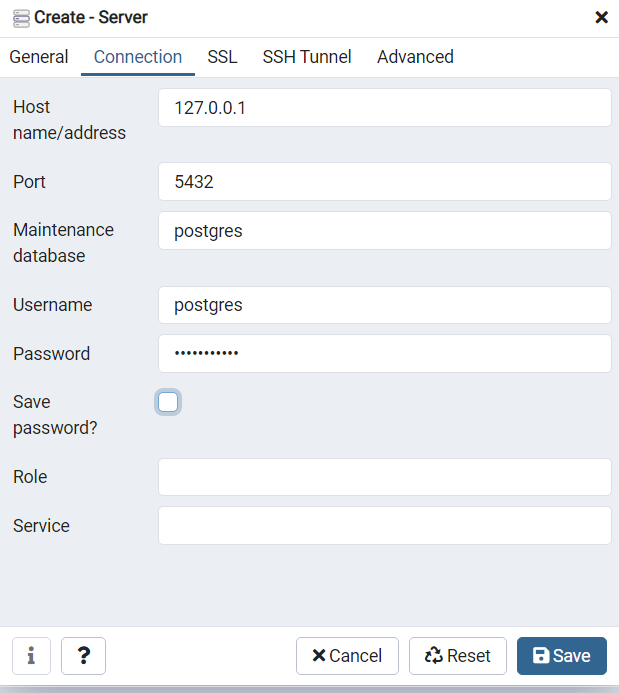 Create - Server
General Connection SSL SSH Tunnel Advanced
Host
name/address
127.0.0.1
Port
5432
Maintenance
database
postgres
Username
postgres
Password
•••••••••••
Save
password?
Role
Service
i ? Cancel Reset Save